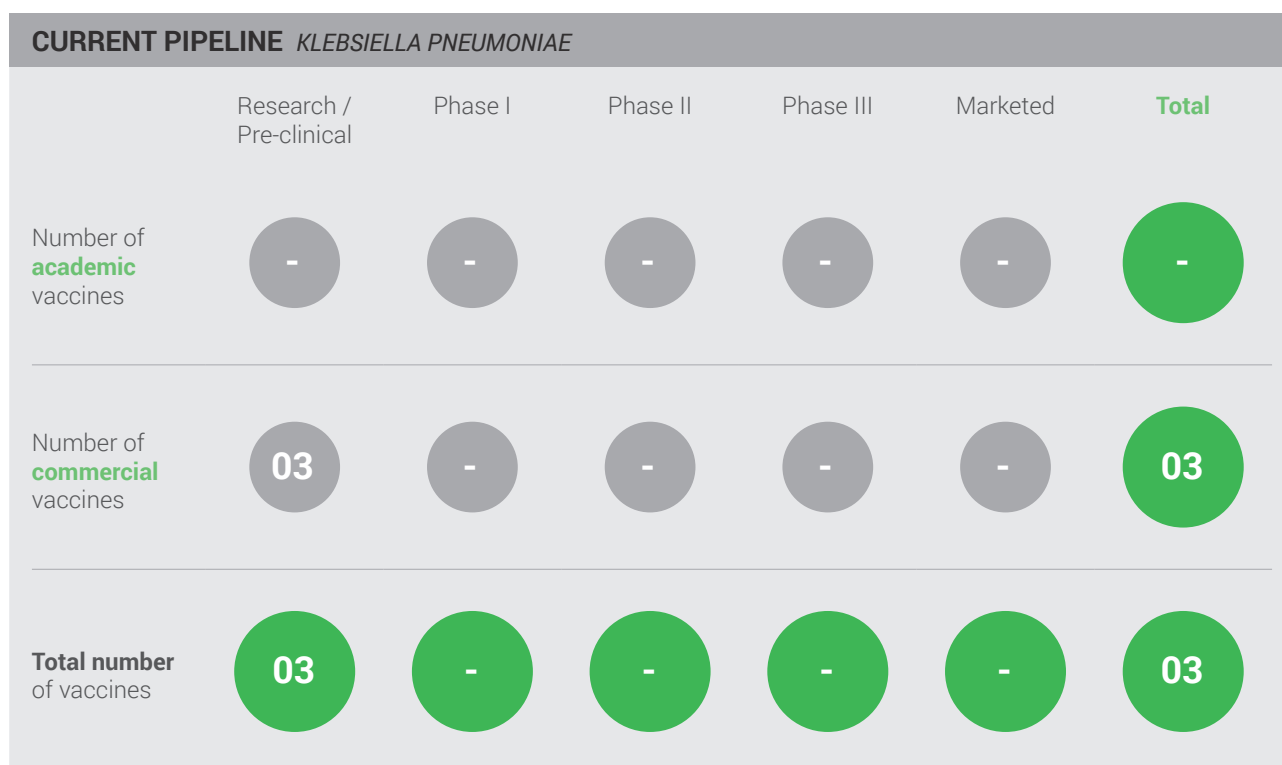 CURRENT PIPELINE KLEBSIELLA PNEUMONIAE
Research / Phase I Phase II Phase III Marketed Total
Pre-clinical
Number of
academic
vaccines
- - - - - -
Number of
commercial
vaccines
03 - - - - 03
Total number
of vaccines
03 - - - - 03